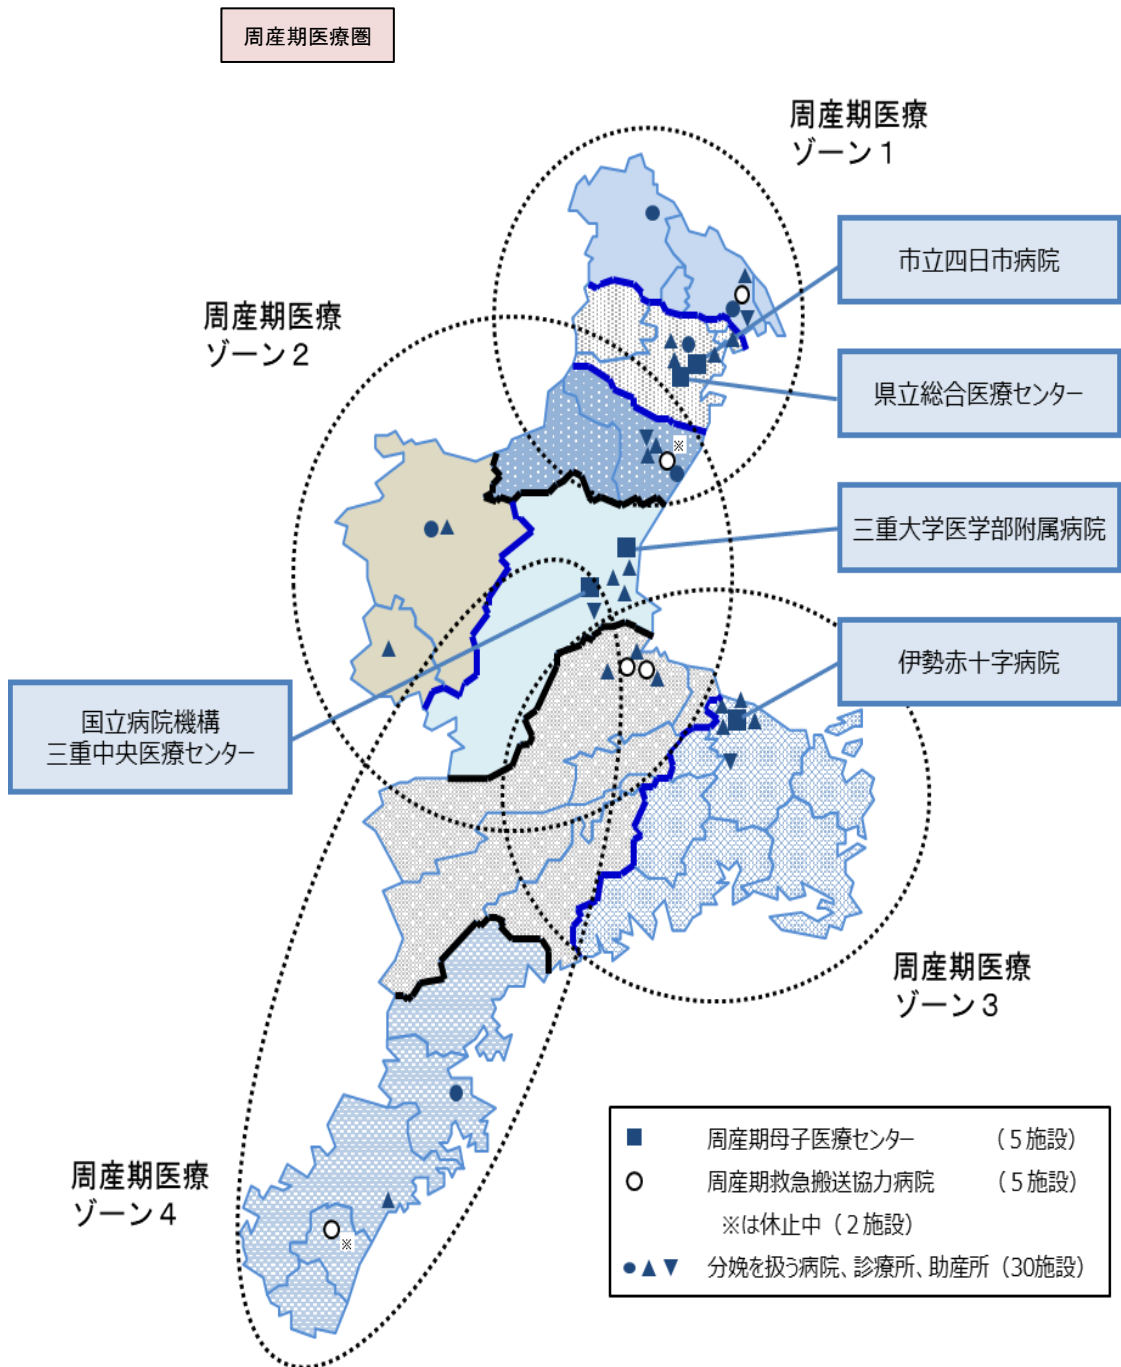 周産期医療圏
周産期医療
ゾーン１
市立四日市病院
周産期医療
ゾーン２
県立総合医療センター
※
三重大学医学部附属病院
伊勢赤十字病院
国立病院機構
三重中央医療センター
周産期医療
ゾーン３
周産期医療
ゾーン４
※
■ 周産期母子医療センター （５施設）
○ 周産期救急搬送協力病院 （５施設）
※は休止中（２施設）
●▲▼ 分娩を扱う病院、診療所、助産所（30施設）